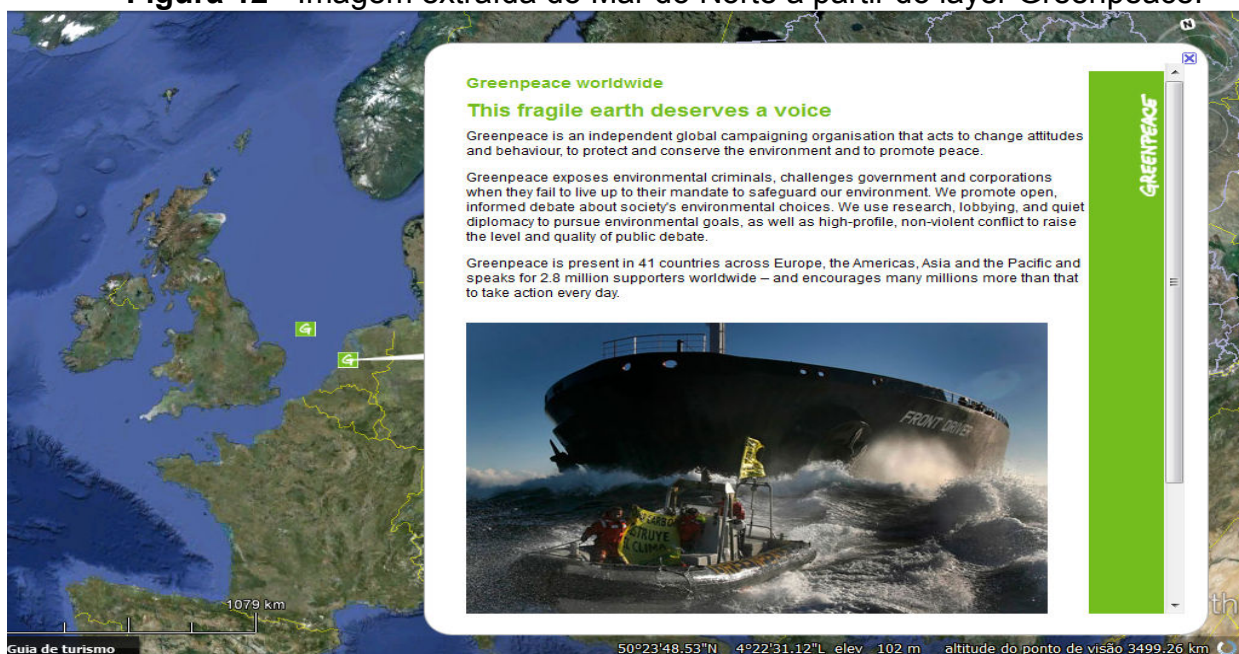 Figura 12 - Imagem extraída do Mar do Norte a partir do layer Greenpeace.
N
Greenpeace worldwide
This fragile earth deserves a voice
Greenpeace is an independent global campaigning organisation that acts to change attitudes
and behaviour, to protect and conserve the environment and to promote peace.
Greenpeace exposes environmental criminals, challenges government and corporations
when they fail to live up to their mandate to safeguard our environment. We promote open,
informed debate about society's environmental choices. We use research, lobbying, and quiet
diplomacy to pursue environmental goals, as well as high-profile, non-violent conflict to raise
the level and quality of public debate.
Greenpeace is present in 41 countries across Europe, the Americas, Asia and the Pacific and
speaks for 2.8 million supporters worldwide – and encourages many millions more than that
to take action every day.
GREENPEACE
G
G
FRONT DRIVER
1079 km
th
Guia de turismo
50°23'48.53"N 4°22'31.12"L elev 102 m altitude do ponto de visão 3499.26 km